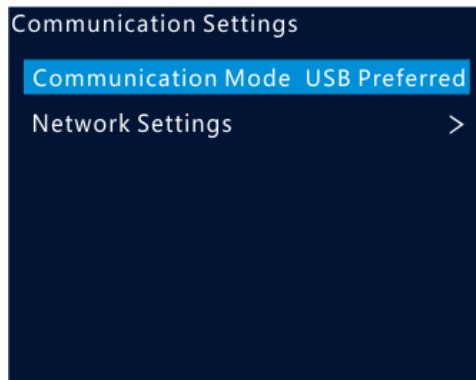 Communication Settings
Communication Mode USB Preferred
Network Settings >